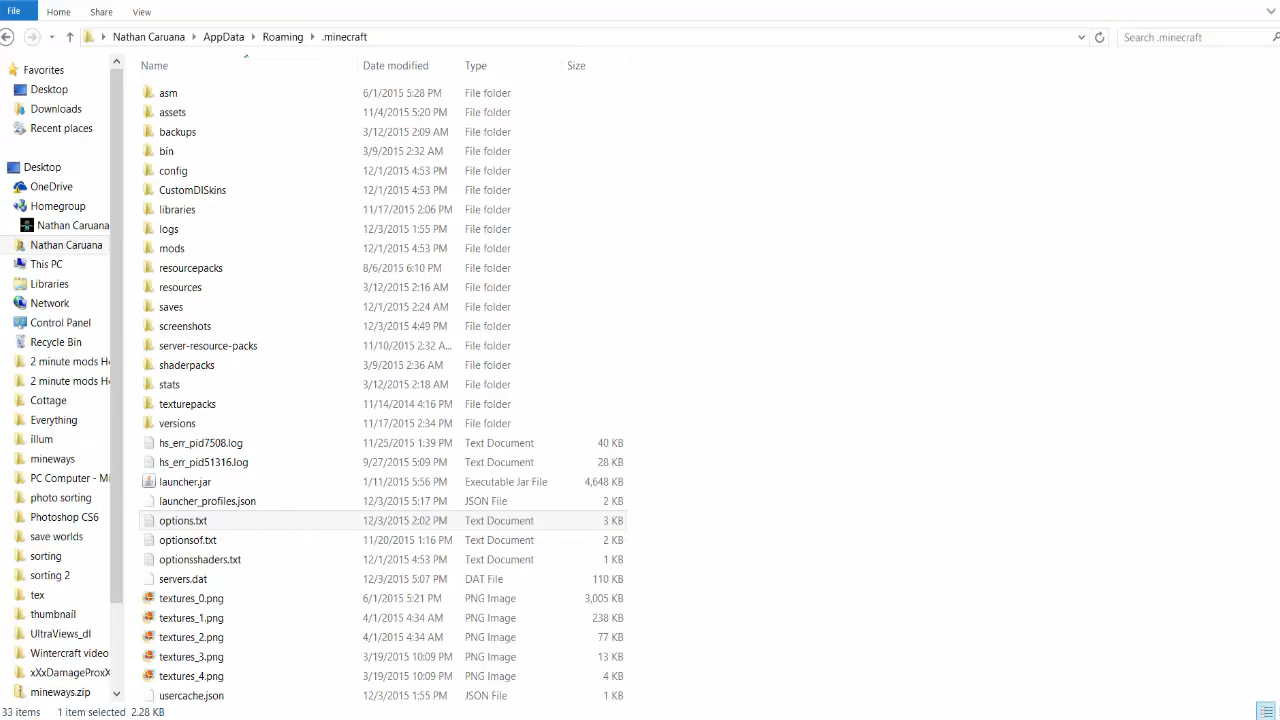 File Home Share View
Nathan Caruana AppData Roaming .minecraft Search .minecraft
Favorites
Desktop
Downloads
Recent places
Desktop
OneDrive
Homegroup
Nathan Caruana
Nathan Caruana
This PC
Libraries
Network
Control Panel
Recycle Bin
2 minute mods H
2 minute mods H
Cottage
Everything
illum
mineways
PC Computer - Mi
photo sorting
Photoshop CS6
save worlds
sorting
sorting 2
tex
thumbnail
UltraViews_dl
Wintercraft video
xXxDamageProxX
mineways.zip
Name Date modified Type Size
asm 6/1/2015 5:28 PM File folder
assets 11/4/2015 5:20 PM File folder
backups 3/12/2015 2:09 AM File folder
bin 3/9/2015 2:32 AM File folder
config 12/1/2015 4:53 PM File folder
CustomDISkins 12/1/2015 4:53 PM File folder
libraries 11/17/2015 2:06 PM File folder
logs 12/3/2015 1:55 PM File folder
mods 12/1/2015 4:53 PM File folder
resourcepacks 8/6/2015 6:10 PM File folder
resources 3/12/2015 2:16 AM File folder
saves 12/1/2015 2:24 AM File folder
screenshots 12/3/2015 4:49 PM File folder
server-resource-packs 11/10/2015 2:32 A... File folder
shaderpacks 3/9/2015 2:36 AM File folder
stats 3/12/2015 2:18 AM File folder
texturepacks 11/14/2014 4:16 PM File folder
versions 11/17/2015 2:34 PM File folder
hs_err_pid7508.log 11/25/2015 1:39 PM Text Document 40 KB
hs_err_pid51316.log 9/27/2015 5:09 PM Text Document 28 KB
launcher.jar 1/11/2015 5:56 PM Executable Jar File 4,648 KB
launcher_profiles.json 12/3/2015 5:17 PM JSON File 2 KB
options.txt 12/3/2015 2:02 PM Text Document 3 KB
optionsof.txt 11/20/2015 1:16 PM Text Document 2 KB
optionsshaders.txt 12/1/2015 4:53 PM Text Document 1 KB
servers.dat 12/3/2015 5:07 PM DAT File 110 KB
textures_0.png 6/1/2015 5:21 PM PNG Image 3,005 KB
textures_1.png 4/1/2015 4:34 AM PNG Image 238 KB
textures_2.png 4/1/2015 4:34 AM PNG Image 77 KB
textures_3.png 3/19/2015 10:09 PM PNG Image 13 KB
textures_4.png 3/19/2015 10:09 PM PNG Image 4 KB
usercache.json 12/3/2015 1:55 PM JSON File 1 KB
33 items 1 item selected 2.28 KB